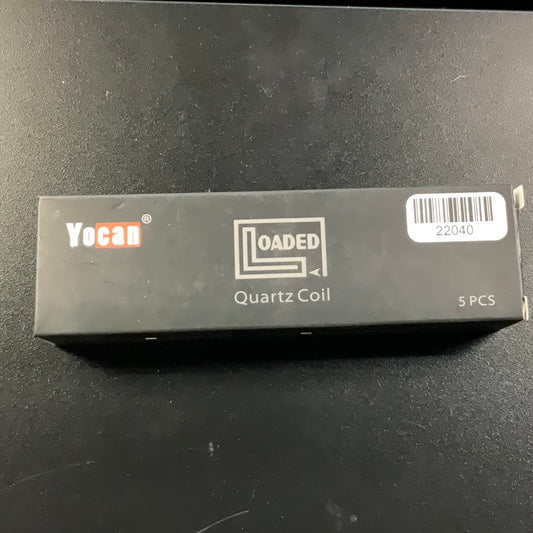 Yocan®
LOADED
Quartz Coil
22040
5 PCS